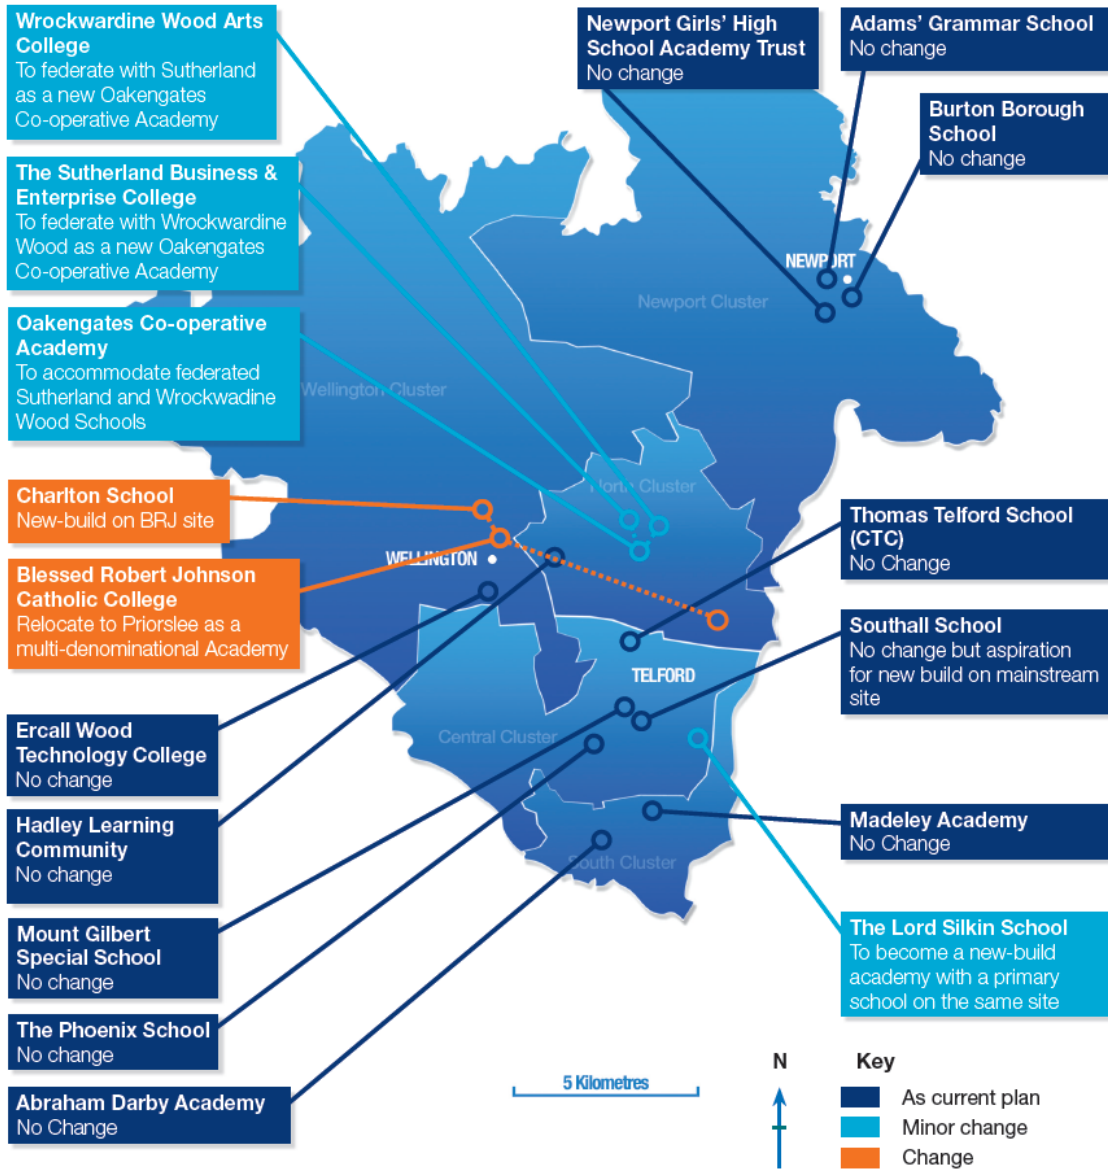 Wrockwardine Wood Arts
College
To federate with Sutherland
as a new Oakengates
Co-operative Academy
The Sutherland Business &
Enterprise College
To federate with Wrockwardine
Wood as a new Oakengates
Co-operative Academy
Oakengates Co-operative
Academy
To accommodate federated
Sutherland and Wrockwadine
Wood Schools
Charlton School
New-build on BRJ site
Blessed Robert Johnson
Catholic College
Relocate to Priorslee as a
multi-denominational Academy
Ercall Wood
Technology College
No change
Hadley Learning
Community
No change
Mount Gilbert
Special School
No change
The Phoenix School
No change
Abraham Darby Academy
No Change
Newport Girls' High
School Academy Trust
No change
Adams' Grammar School
No change
Burton Borough
School
No change
NEWPORT
Newport Cluster
Wellington Cluster
North Cluster
WELLINGTON
TELFORD
Central Cluster
South Cluster
Thomas Telford School
(CTC)
No Change
Southall School
No change but aspiration
for new build on mainstream
site
Madeley Academy
No Change
The Lord Silkin School
To become a new-build
academy with a primary
school on the same site
5 Kilometres
N
Key
As current plan
Minor change
Change